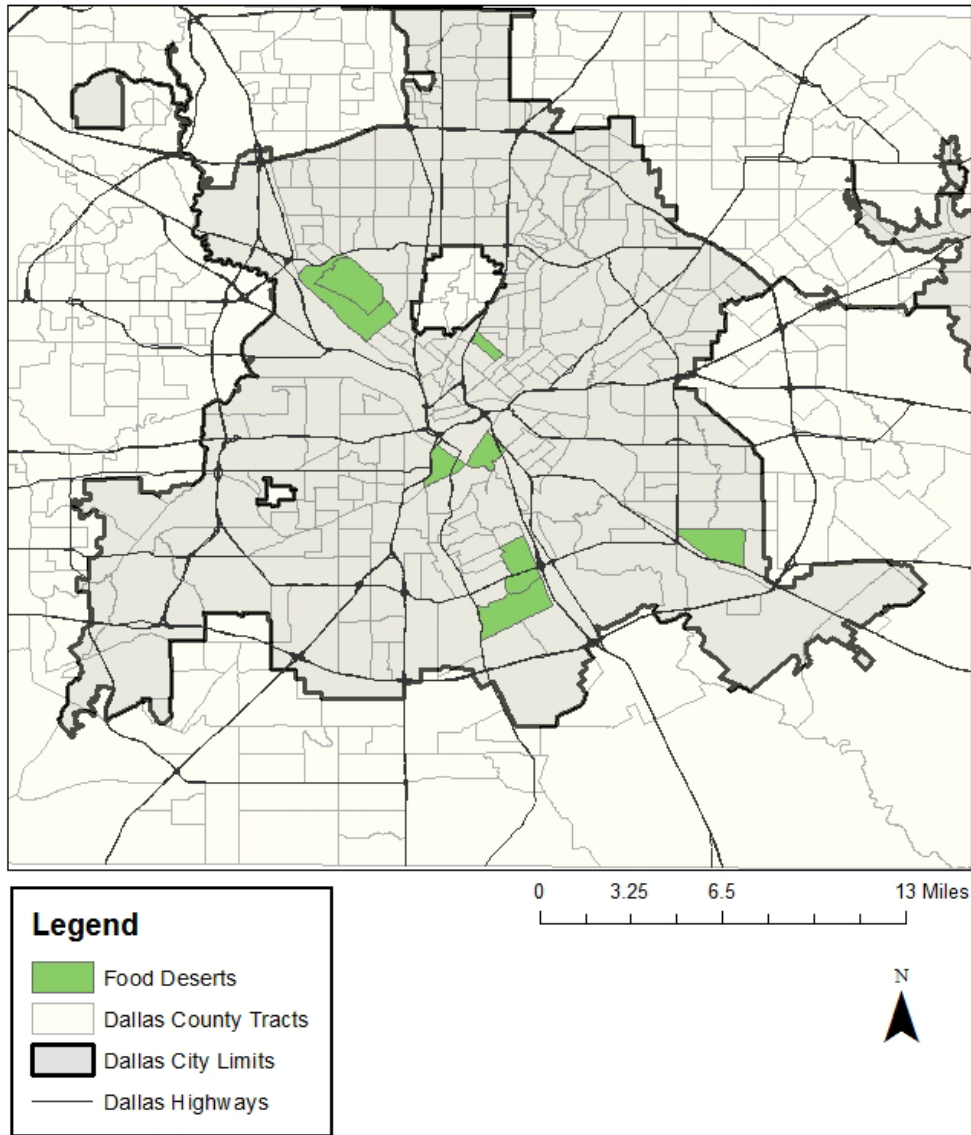 0 3.25 6.5 13 Miles
Legend
Food Deserts
Dallas County Tracts
Dallas City Limits
Dallas Highways
N